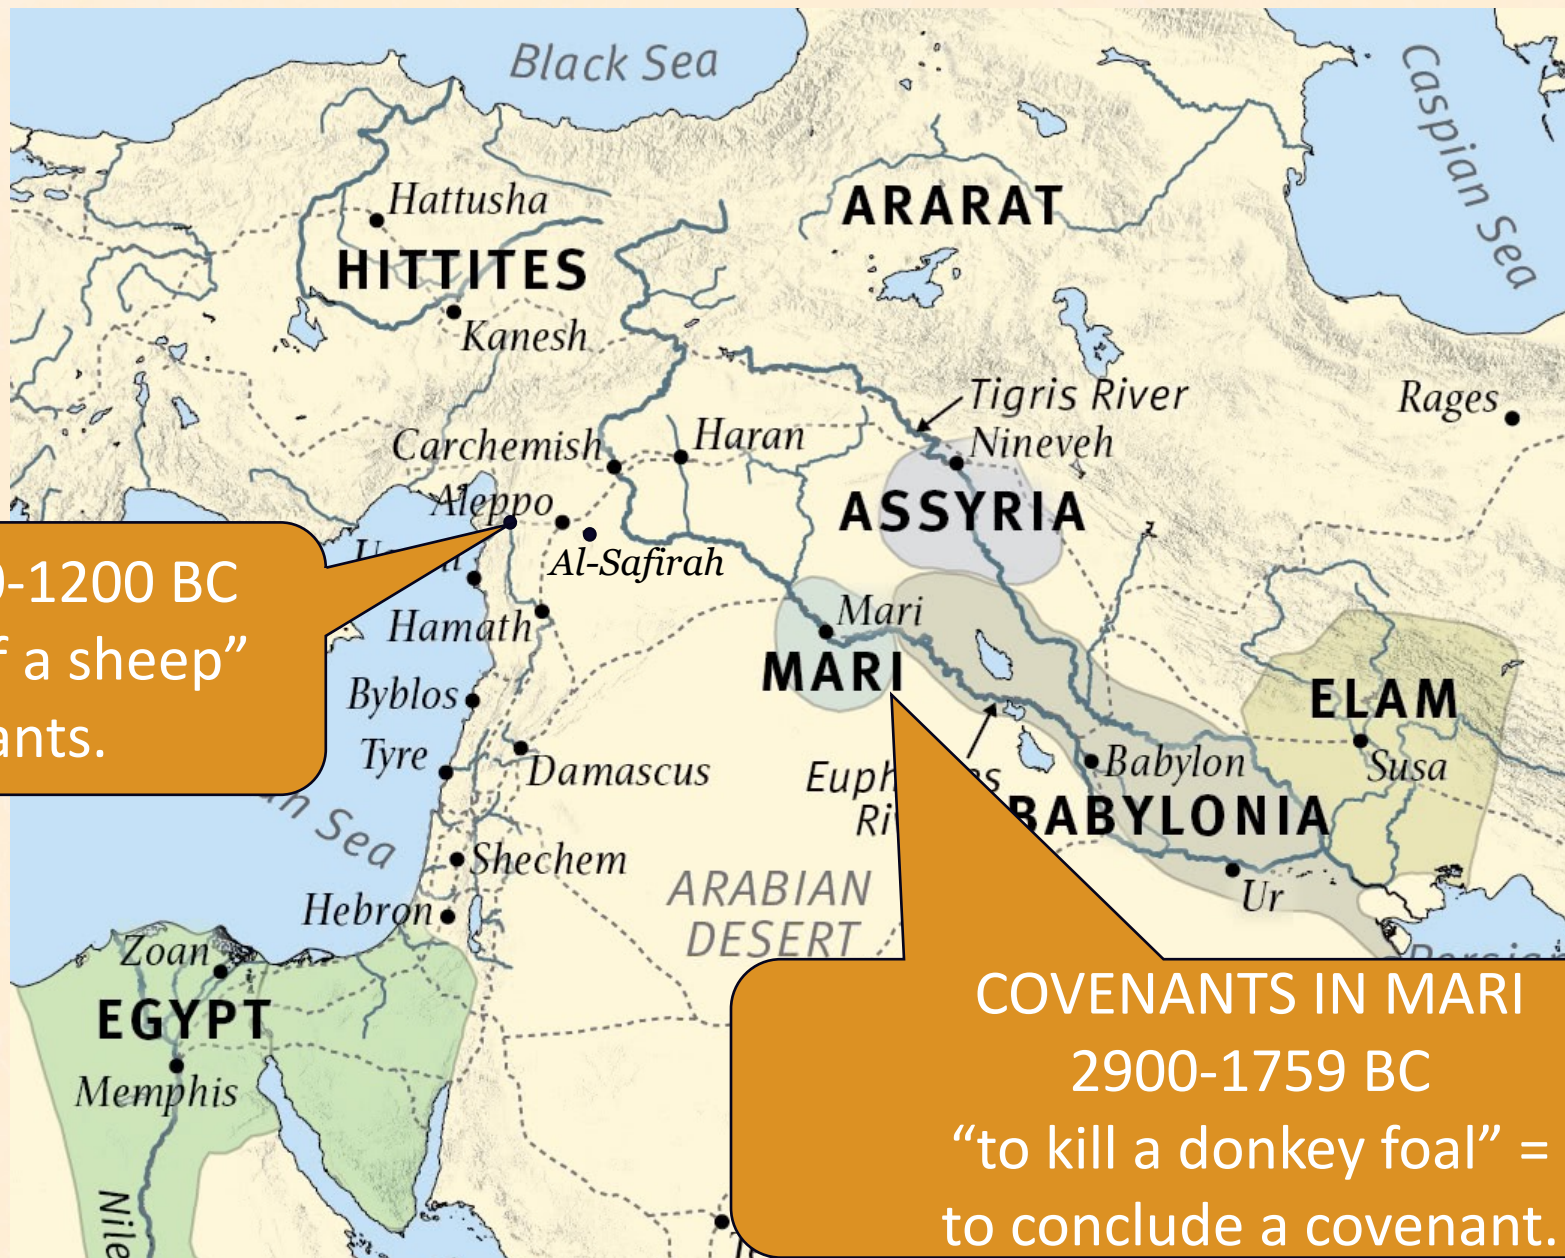 Black Sea
Caspian Sea
Hattusha
ARARAT
HITTITES
Kanesh
Tigris River
Rages
Carchemish
Haran
Nineveh
Aleppo
ASSYRIA
Al-Safirah
0-1200 BC
a sheep”
Hamath
Mari
MARI
ELAM
Byblos
Tyre
Damascus
Babylon
Susa
BABYLONIA
Sea
Shechem
ARABIAN
DESERT
Ur
Hebron
Zoan
EGYPT
Memphis
Nile
COVENANTS IN MARI
2900-1759 BC
“to kill a donkey foal” =
to conclude a covenant.